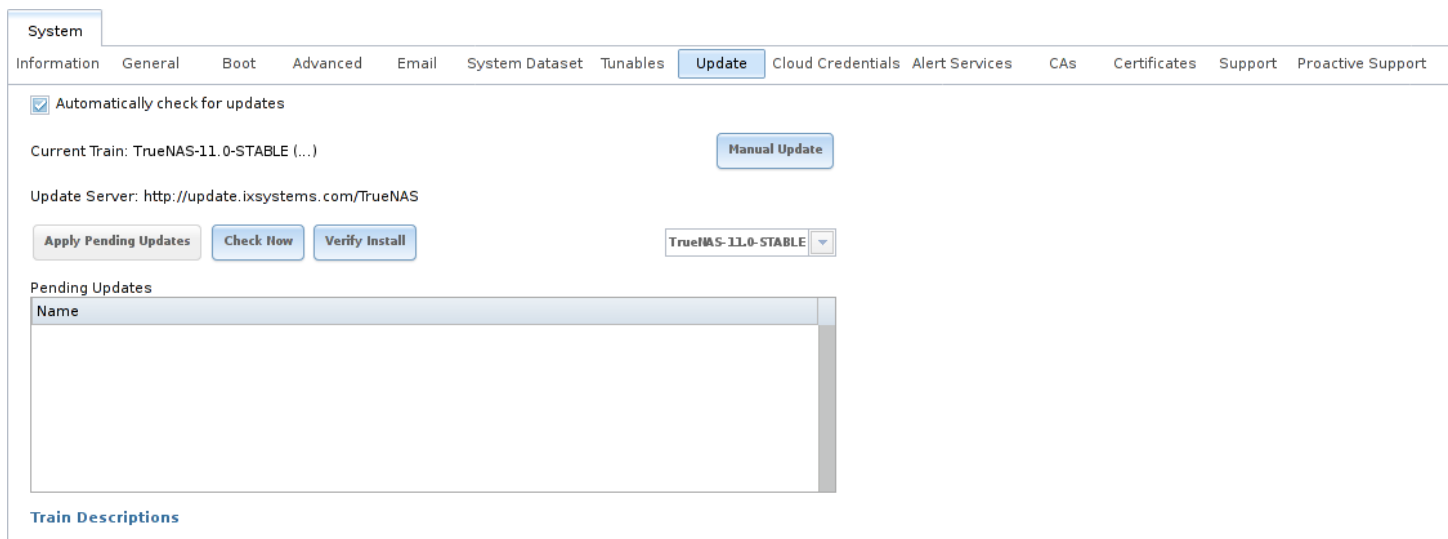 System
Information General Boot Advanced Email System Dataset Tunables Update Cloud Credentials Alert Services CAs Certificates Support Proactive Support
Automatically check for updates
Current Train: TrueNAS-11.0-STABLE (...)
Manual Update
Update Server: http://update.ixsystems.com/TrueNAS
Apply Pending Updates Check Now Verify Install TrueNAS-11.0-STABLE
Pending Updates
Name
Train Descriptions